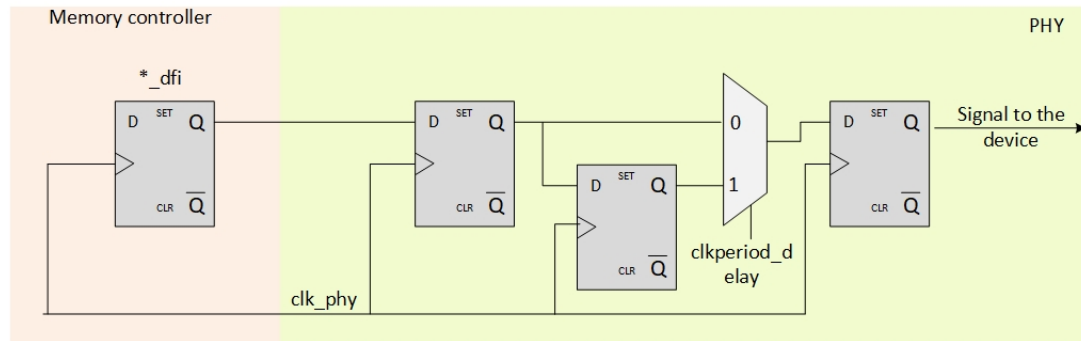 Memory controller
PHY
*_dfi
D SET Q
CLR Q
D SET Q
CLR Q
0
1
D SET Q
CLR Q
D SET Q
CLR Q
Signal to the
device
clkperiod_d
elay
clk_phy